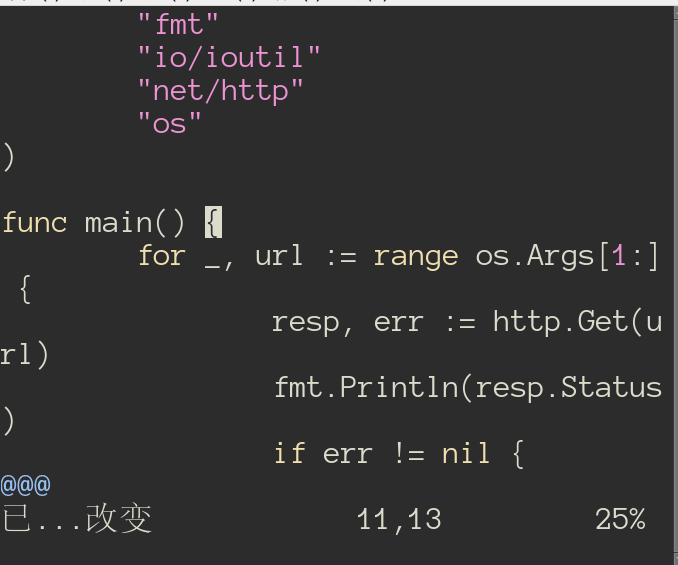 "fmt"
"io/ioutil"
"net/http"
"os"
)
func main() {
for _, url := range os.Args[1:]
{
resp, err := http.Get(u
rl)
fmt.Println(resp.Status
)
if err != nil {
@@@
已...改变 11,13 25%